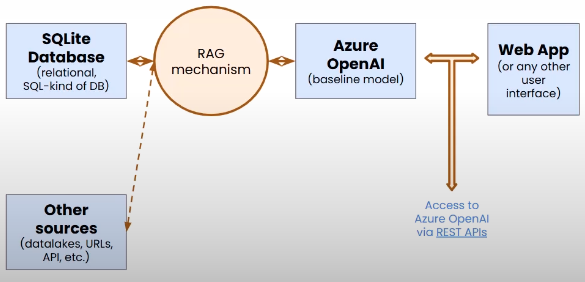 SQLite
Database
(relational,
SQL-kind of DB)
RAG
mechanism
Azure
OpenAI
(baseline model)
Web App
(or any other
user
interface)
Other
sources
(datalakes, URLs,
API, etc.)
Access to
Azure OpenAI
via REST APIs